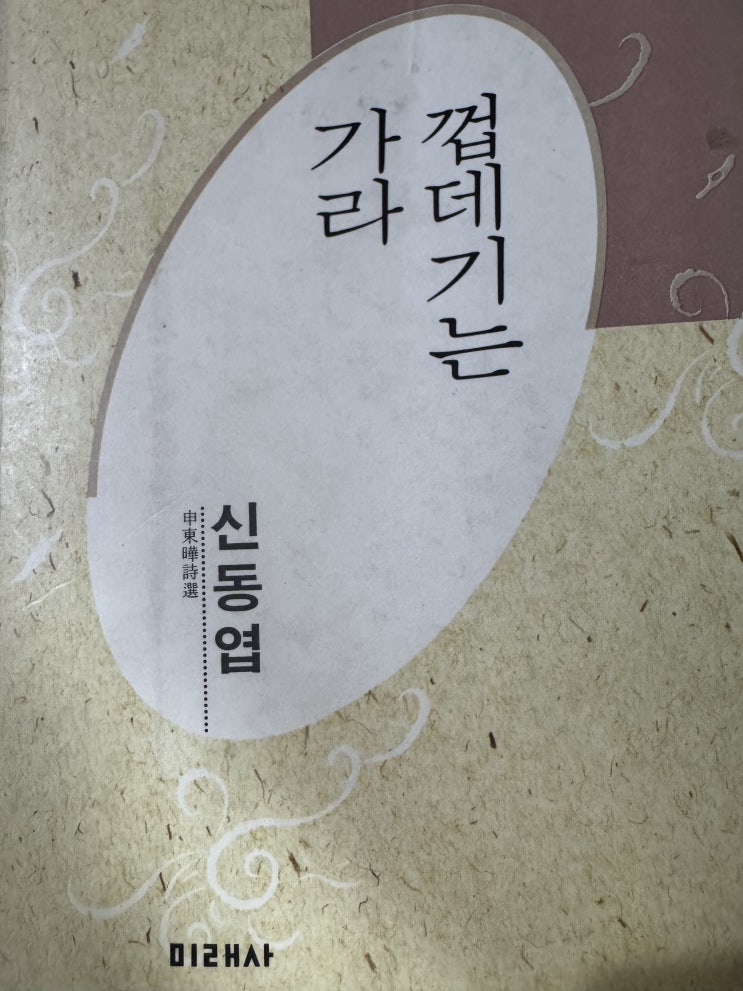 껍데기는
가라
신동엽
申東曄詩選
미래사